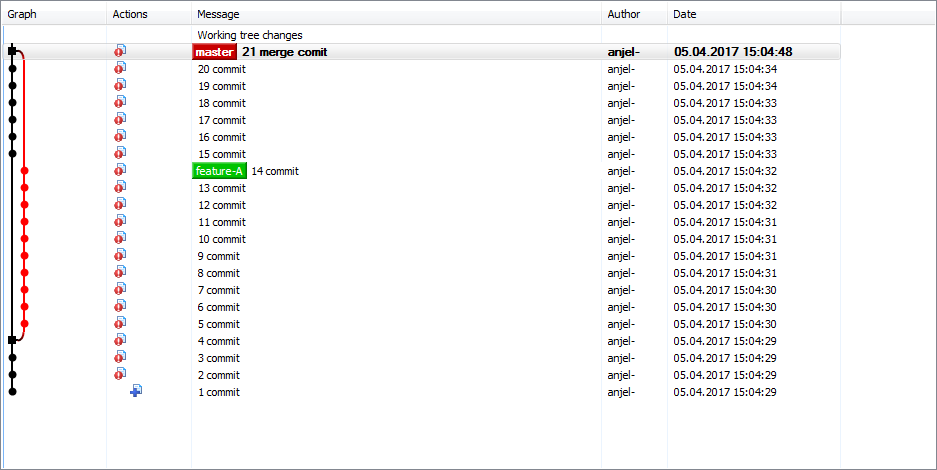 Graph Actions Message Author Date
Working tree changes
master 21 merge comit anjel- 05.04.2017 15:04:48
20 commit anjel- 05.04.2017 15:04:34
19 commit anjel- 05.04.2017 15:04:34
18 commit anjel- 05.04.2017 15:04:33
17 commit anjel- 05.04.2017 15:04:33
16 commit anjel- 05.04.2017 15:04:33
15 commit anjel- 05.04.2017 15:04:33
feature-A 14 commit anjel- 05.04.2017 15:04:32
13 commit anjel- 05.04.2017 15:04:32
12 commit anjel- 05.04.2017 15:04:32
11 commit anjel- 05.04.2017 15:04:31
10 commit anjel- 05.04.2017 15:04:31
9 commit anjel- 05.04.2017 15:04:31
8 commit anjel- 05.04.2017 15:04:31
7 commit anjel- 05.04.2017 15:04:30
6 commit anjel- 05.04.2017 15:04:30
5 commit anjel- 05.04.2017 15:04:30
4 commit anjel- 05.04.2017 15:04:29
3 commit anjel- 05.04.2017 15:04:29
2 commit anjel- 05.04.2017 15:04:29
1 commit anjel- 05.04.2017 15:04:29